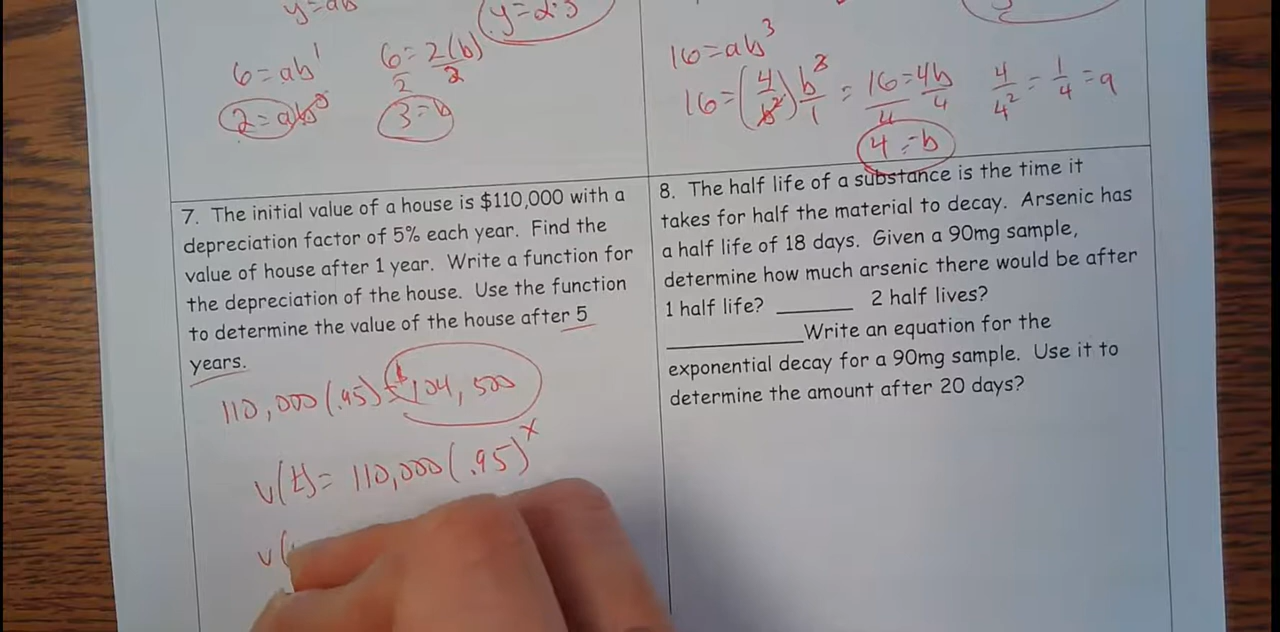 y=ab
y=2·3
6=ab¹
6/2=2(b)/2
2=ab⁰
3=b
16=ab³
16=(4/b²)b³/1 = 16/4=4b/4
4/4²=1/4=a
4=b
7. The initial value of a house is $110,000 with a
depreciation factor of 5% each year. Find the
value of house after 1 year. Write a function for
the depreciation of the house. Use the function
to determine the value of the house after 5
years.
110,000(.95)=$104,500
v(t)=110,000(.95)ˣ
v(
8. The half life of a substance is the time it
takes for half the material to decay. Arsenic has
a half life of 18 days. Given a 90mg sample,
determine how much arsenic there would be after
1 half life? ________ 2 half lives?
______________Write an equation for the
exponential decay for a 90mg sample. Use it to
determine the amount after 20 days?